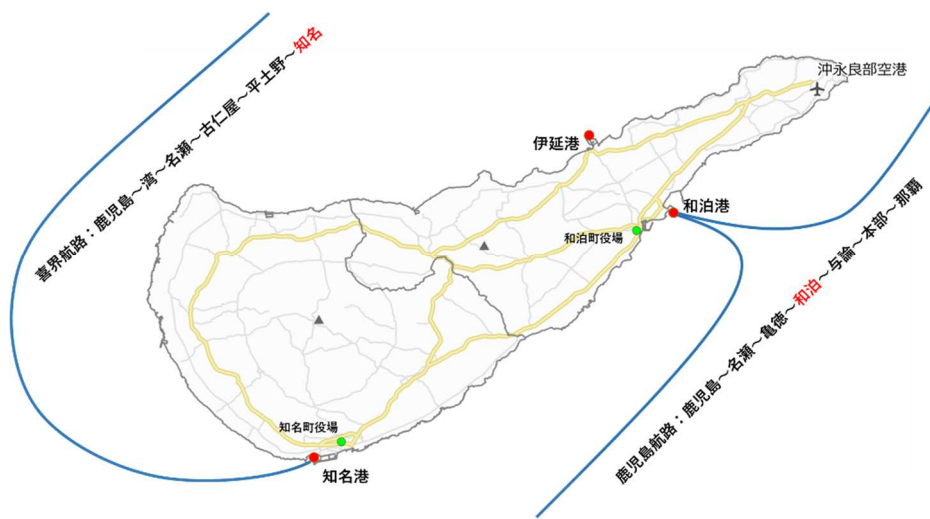 喜界航路：鹿児島～湾～名瀬～古仁屋～平土野～知名
沖永良部空港
伊延港
和泊港
和泊町役場
鹿児島航路：鹿児島～名瀬～亀徳～和泊～与論～本部～那覇
知名町役場
知名港